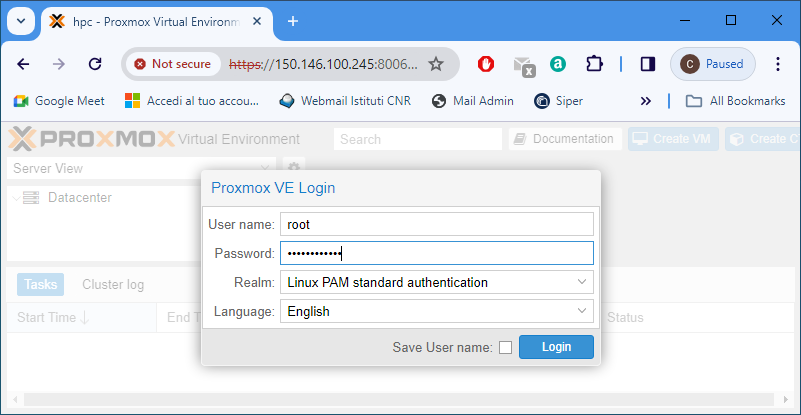 hpc - Proxmox Virtual Environment
Not secure https://150.146.100.245:8006... C Paused
Google Meet Accedi al tuo accou... Webmail Istituti CNR Mail Admin Siper All Bookmarks
PROXMOX Virtual Environment Search Documentation Create VM Create C
Server View
Datacenter
Proxmox VE Login
User name: root
Password: ••••••••••••
Realm: Linux PAM standard authentication
Language: English
Save User name: Login
Tasks Cluster log
Start Time End T Status